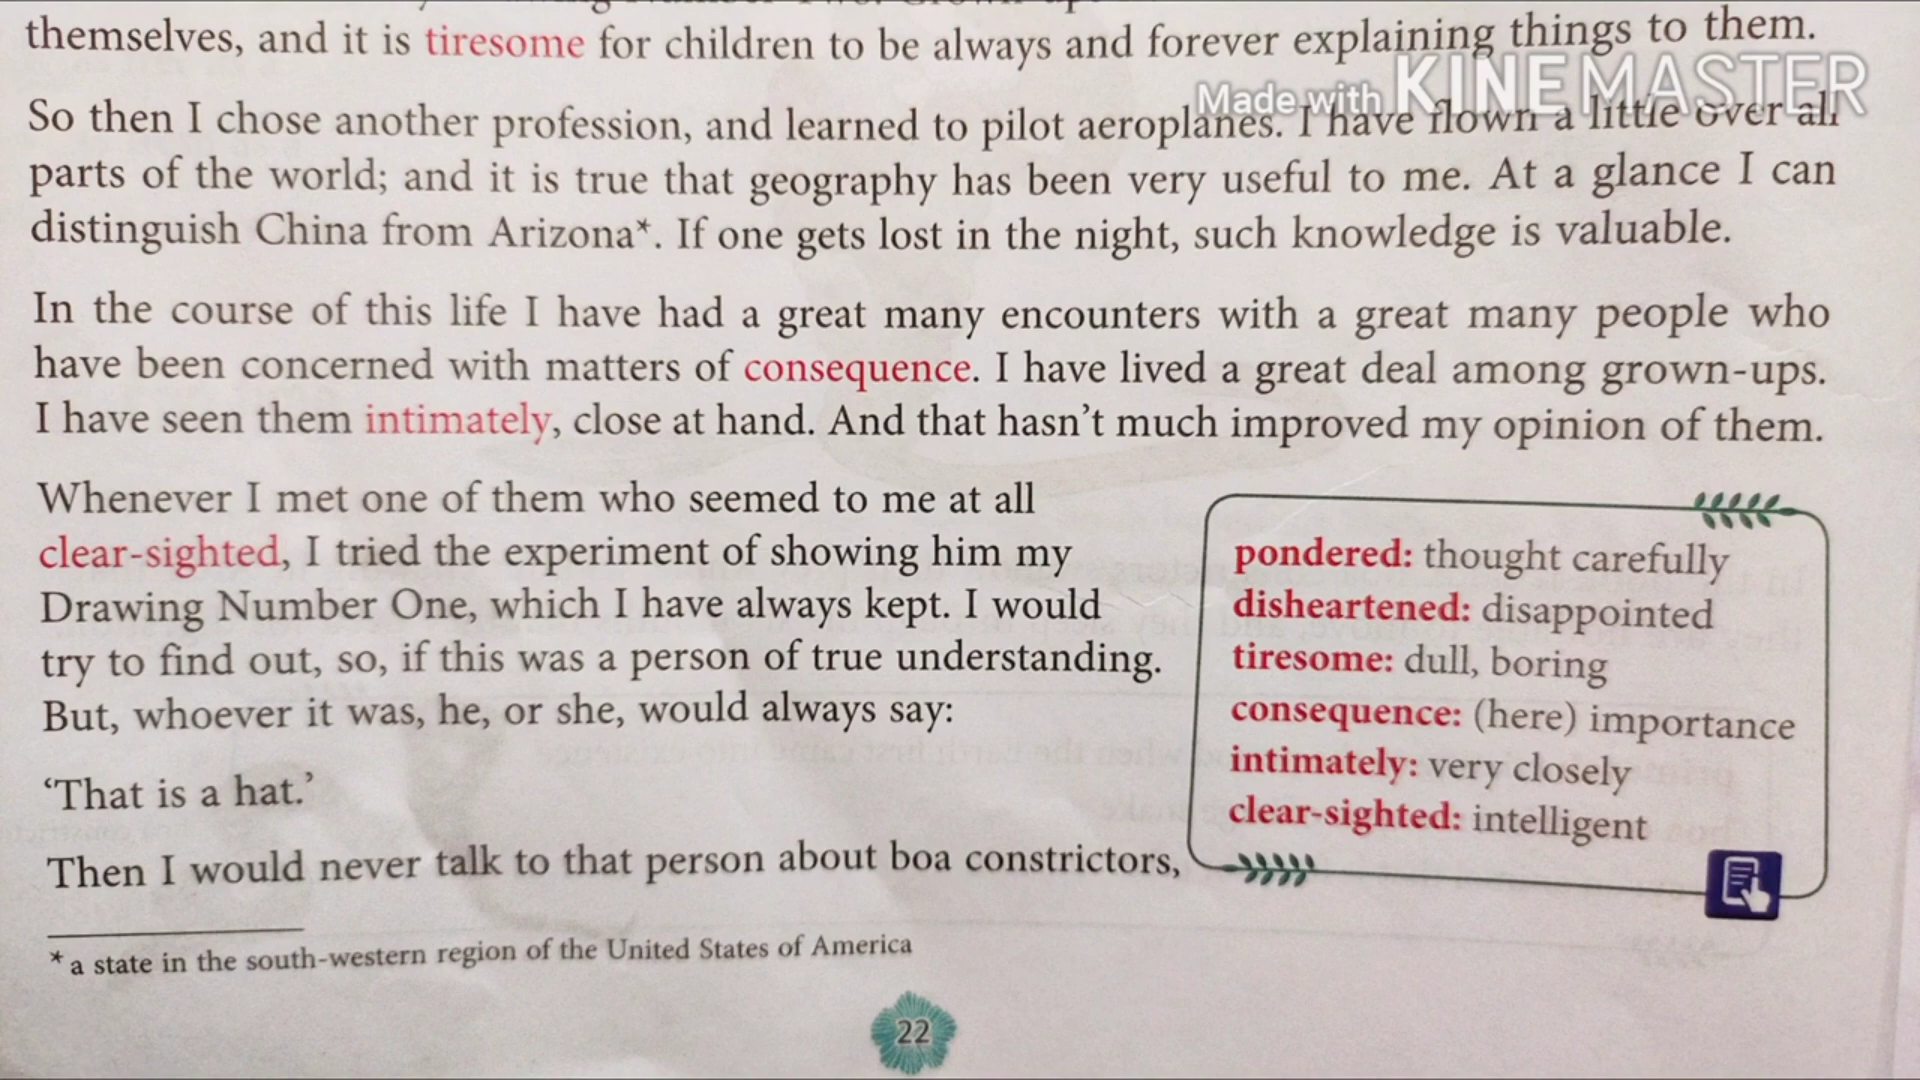 themselves, and it is tiresome for children to be always and forever explaining things to them.
Made with KINEMASTER
So then I chose another profession, and learned to pilot aeroplanes. I have flown a little over all
parts of the world; and it is true that geography has been very useful to me. At a glance I can
distinguish China from Arizona*. If one gets lost in the night, such knowledge is valuable.
In the course of this life I have had a great many encounters with a great many people who
have been concerned with matters of consequence. I have lived a great deal among grown-ups.
I have seen them intimately, close at hand. And that hasn’t much improved my opinion of them.
Whenever I met one of them who seemed to me at all
clear-sighted, I tried the experiment of showing him my
Drawing Number One, which I have always kept. I would
try to find out, so, if this was a person of true understanding.
But, whoever it was, he, or she, would always say:
‘That is a hat.’
Then I would never talk to that person about boa constrictors,
pondered: thought carefully
disheartened: disappointed
tiresome: dull, boring
consequence: (here) importance
intimately: very closely
clear-sighted: intelligent
* a state in the south-western region of the United States of America
22